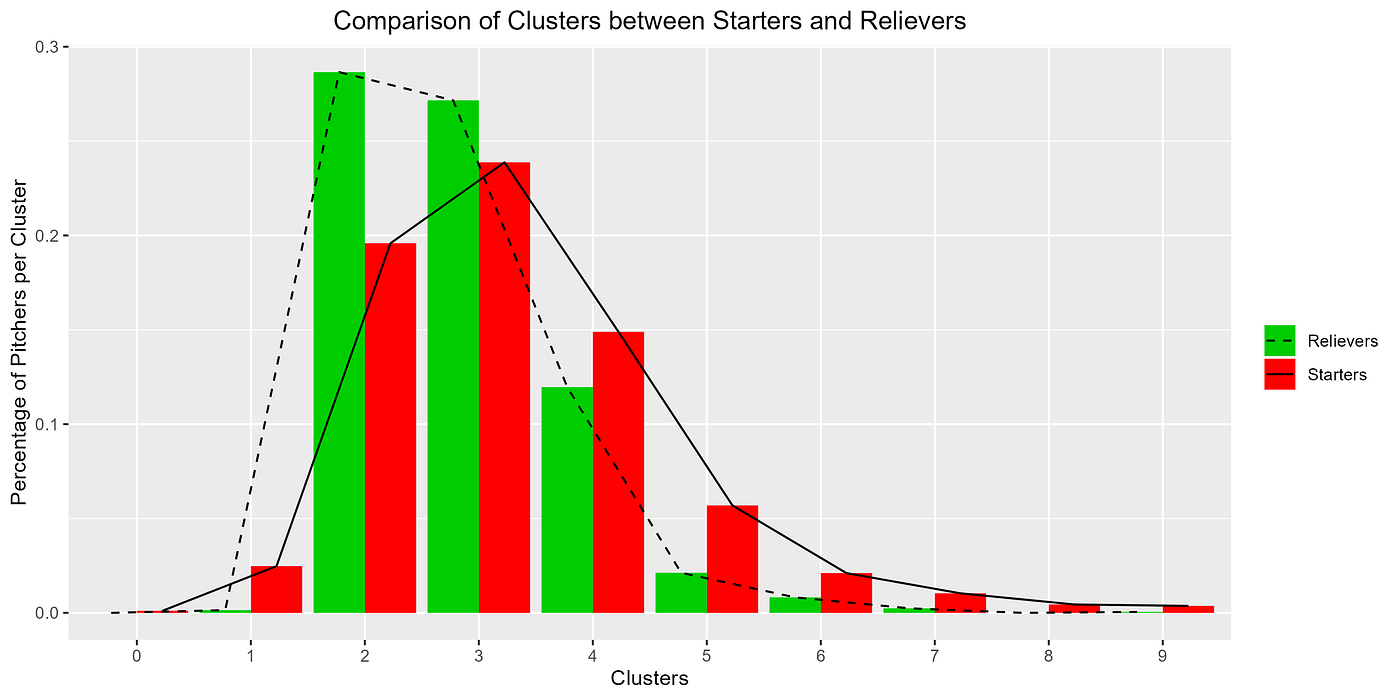 Comparison of Clusters between Starters and Relievers
Percentage of Pitchers per Cluster
0.3
0.2
0.1
0.0
0 1 2 3 4 5 6 7 8 9
Clusters
Relievers
Starters